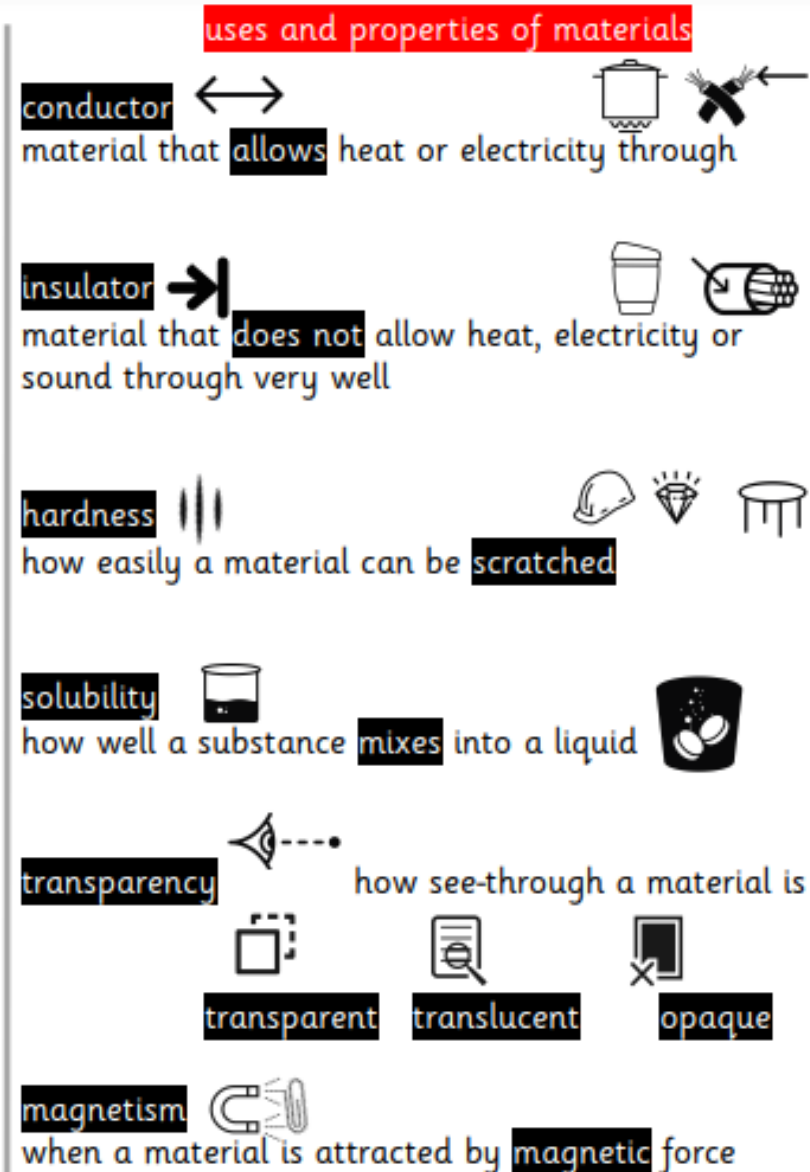 uses and properties of materials
conductor
material that allows heat or electricity through
insulator
material that does not allow heat, electricity or
sound through very well
hardness
how easily a material can be scratched
solubility
how well a substance mixes into a liquid
transparency how see-through a material is
transparent translucent opaque
magnetism
when a material is attracted by magnetic force